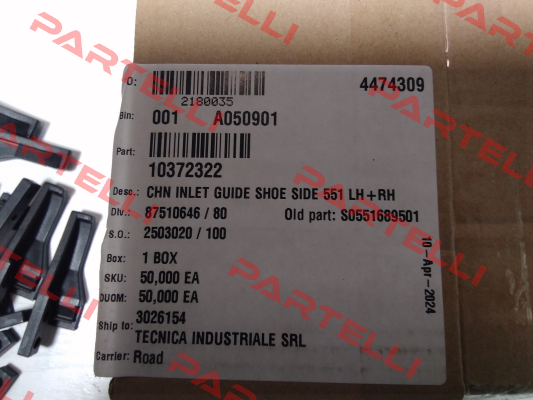 O: 4474309
2180035
Bin: 001 A050901
Part:
10372322
Desc.: CHN INLET GUIDE SHOE SIDE 551 LH+RH
Dlv.: 87510646 / 80 Old part: S0551689501
S.O.: 2503020 / 100
Box: 1 BOX
SKU: 50,000 EA
DUOM: 50,000 EA
Ship to: 3026154
TECNICA INDUSTRIALE SRL
Carrier: Road
10-Apr-2024
PARTELLI
PARTELLI
PARTELLI
PARTELLI
PARTELLI